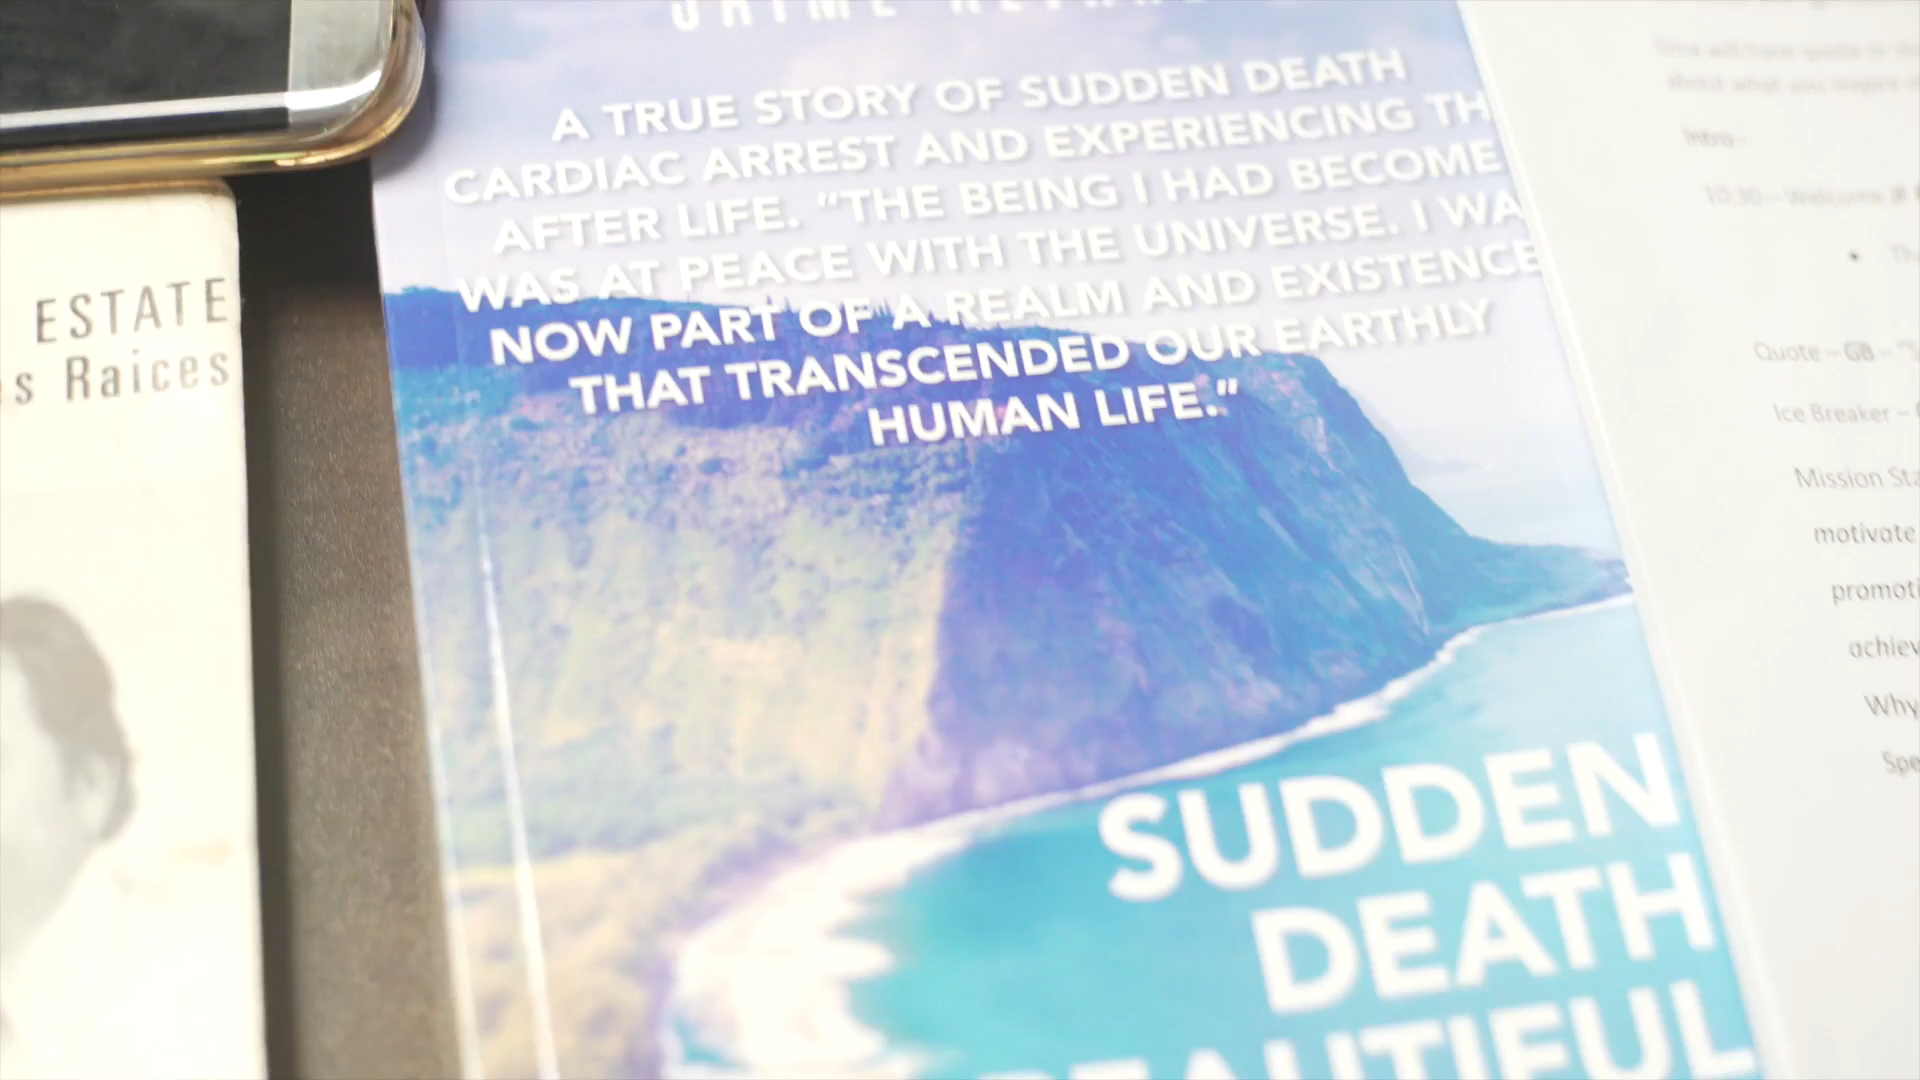 A TRUE STORY OF SUDDEN DEATH
CARDIAC ARREST AND EXPERIENCING TH
AFTER LIFE. “THE BEING I HAD BECOME
WAS AT PEACE WITH THE UNIVERSE. I WA
NOW PART OF A REALM AND EXISTENCE
THAT TRANSCENDED OUR EARTHLY
HUMAN LIFE.”
SUDDEN
DEATH
EAUTIFUL
ESTATE
s Raices
Intro -
10:30 - Welcome
Quote – GB –
Ice Breaker –
Mission Sta
motivate
promoti
achiev
Why
Spe